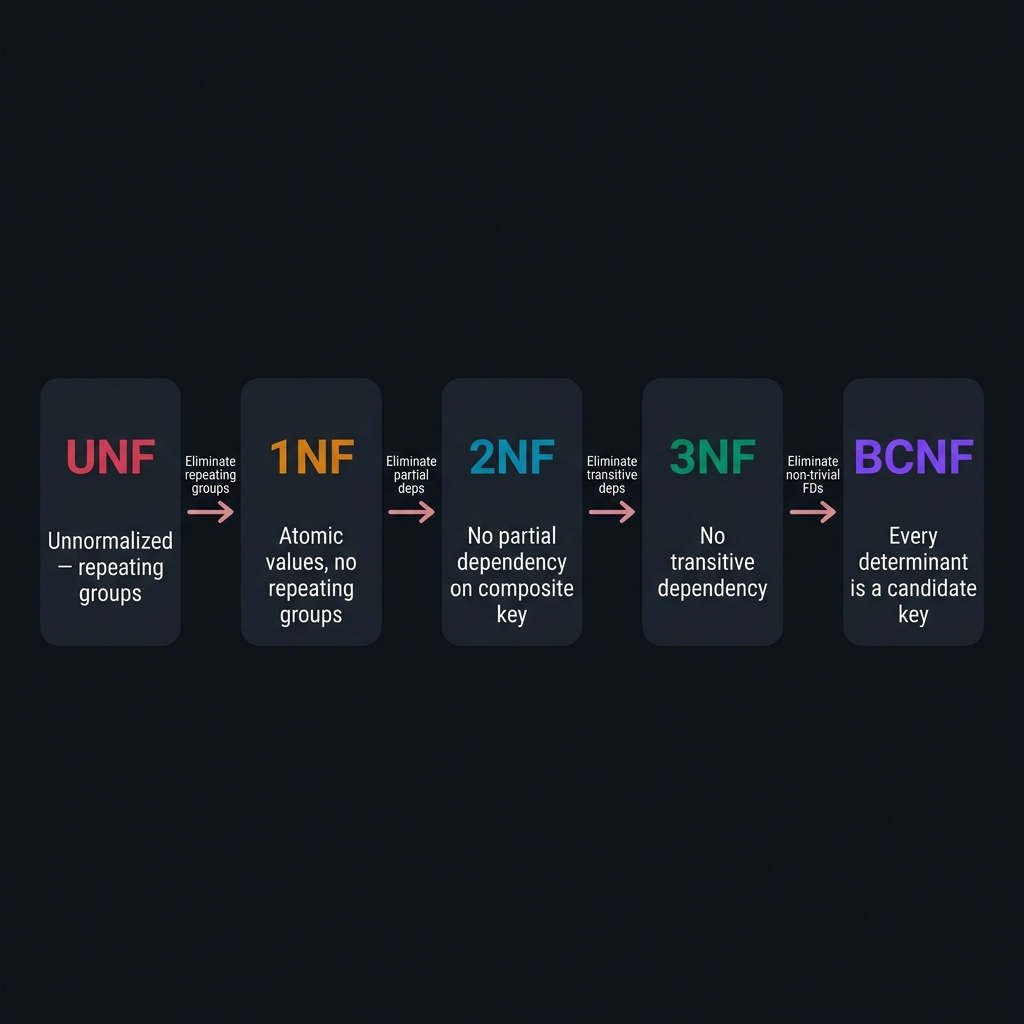 UNF
Unnormalized
— repeating
groups
Eliminate
repeating
groups
1NF
Atomic
values, no
repeating
groups
Eliminate
partial
deps
2NF
No partial
dependency
on composite
key
Eliminate
transitive
deps
3NF
No
transitive
dependency
Eliminate
non-trivial
FDs
BCNF
Every
determinant
is a candidate
key